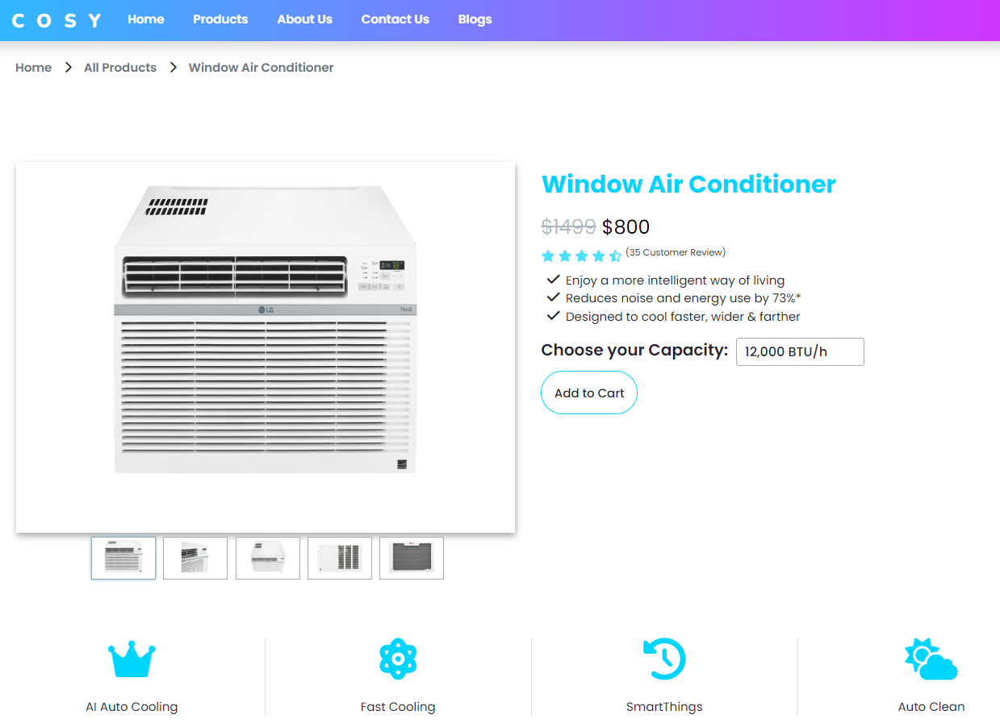 COSY Home Products About Us Contact Us Blogs
Home All Products Window Air Conditioner
Window Air Conditioner
$1499 $800
(35 Customer Review)
Enjoy a more intelligent way of living
Reduces noise and energy use by 73%*
Designed to cool faster, wider & farther
Choose your Capacity: 12,000 BTU/h
Add to Cart
LG ThinQ
AI Auto Cooling
Fast Cooling
SmartThings
Auto Clean